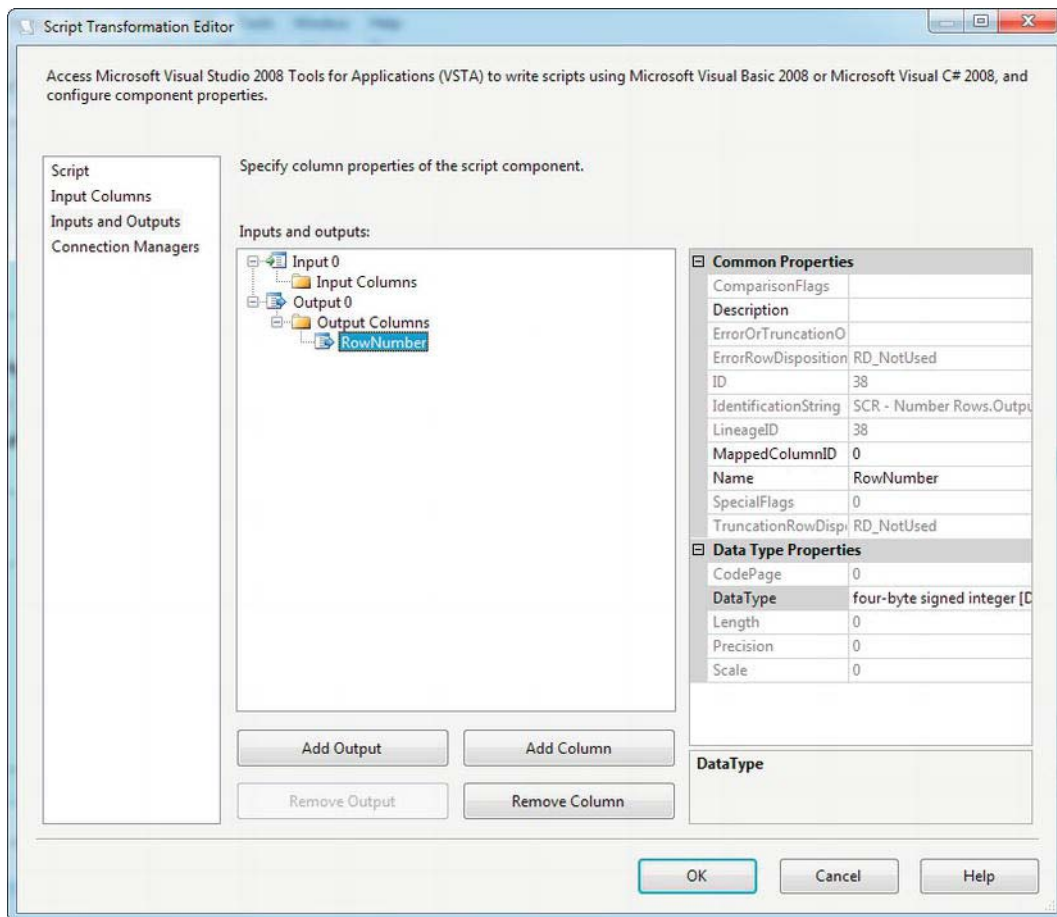 Script Transformation Editor
Access Microsoft Visual Studio 2008 Tools for Applications (VSTA) to write scripts using Microsoft Visual Basic 2008 or Microsoft Visual C# 2008, and
configure component properties.
Script
Input Columns
Inputs and Outputs
Connection Managers
Specify column properties of the script component.
Inputs and outputs:
Input 0
Input Columns
Output 0
Output Columns
RowNumber
Add Output
Add Column
Remove Output
Remove Column
Common Properties
ComparisonFlags
Description
ErrorOrTruncationO
ErrorRowDisposition RD_NotUsed
ID 38
IdentificationString SCR - Number Rows.Outpu
LineageID 38
MappedColumnID 0
Name RowNumber
SpecialFlags 0
TruncationRowDisp RD_NotUsed
Data Type Properties
CodePage 0
DataType four-byte signed integer [D
Length 0
Precision 0
Scale 0
DataType
OK
Cancel
Help